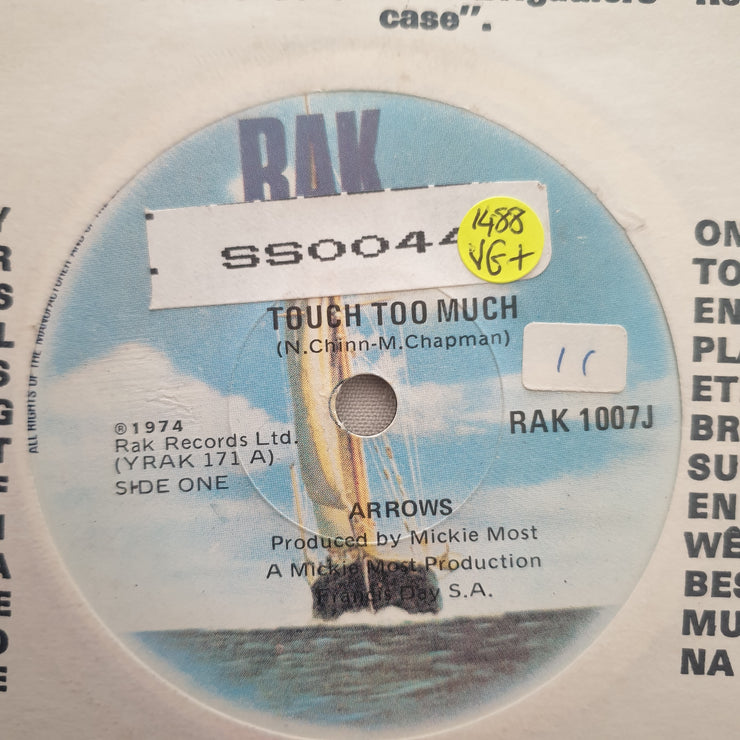 case".
RAK
SS004
1488
VG+
TOUCH TOO MUCH
(N.Chinn-M.Chapman)
11
℗1974
Rak Records Ltd.
(YRAK 171 A)
SIDE ONE
RAK 1007J
ARROWS
Produced by Mickie Most
A Mickie Most Production
Francis Day S.A.
ALL RIGHTS OF THE MANUFACTURER AND OF THE
ON
TO
EN
PLA
ET
BR
SU
EN
WÊ
BES
MU
NA